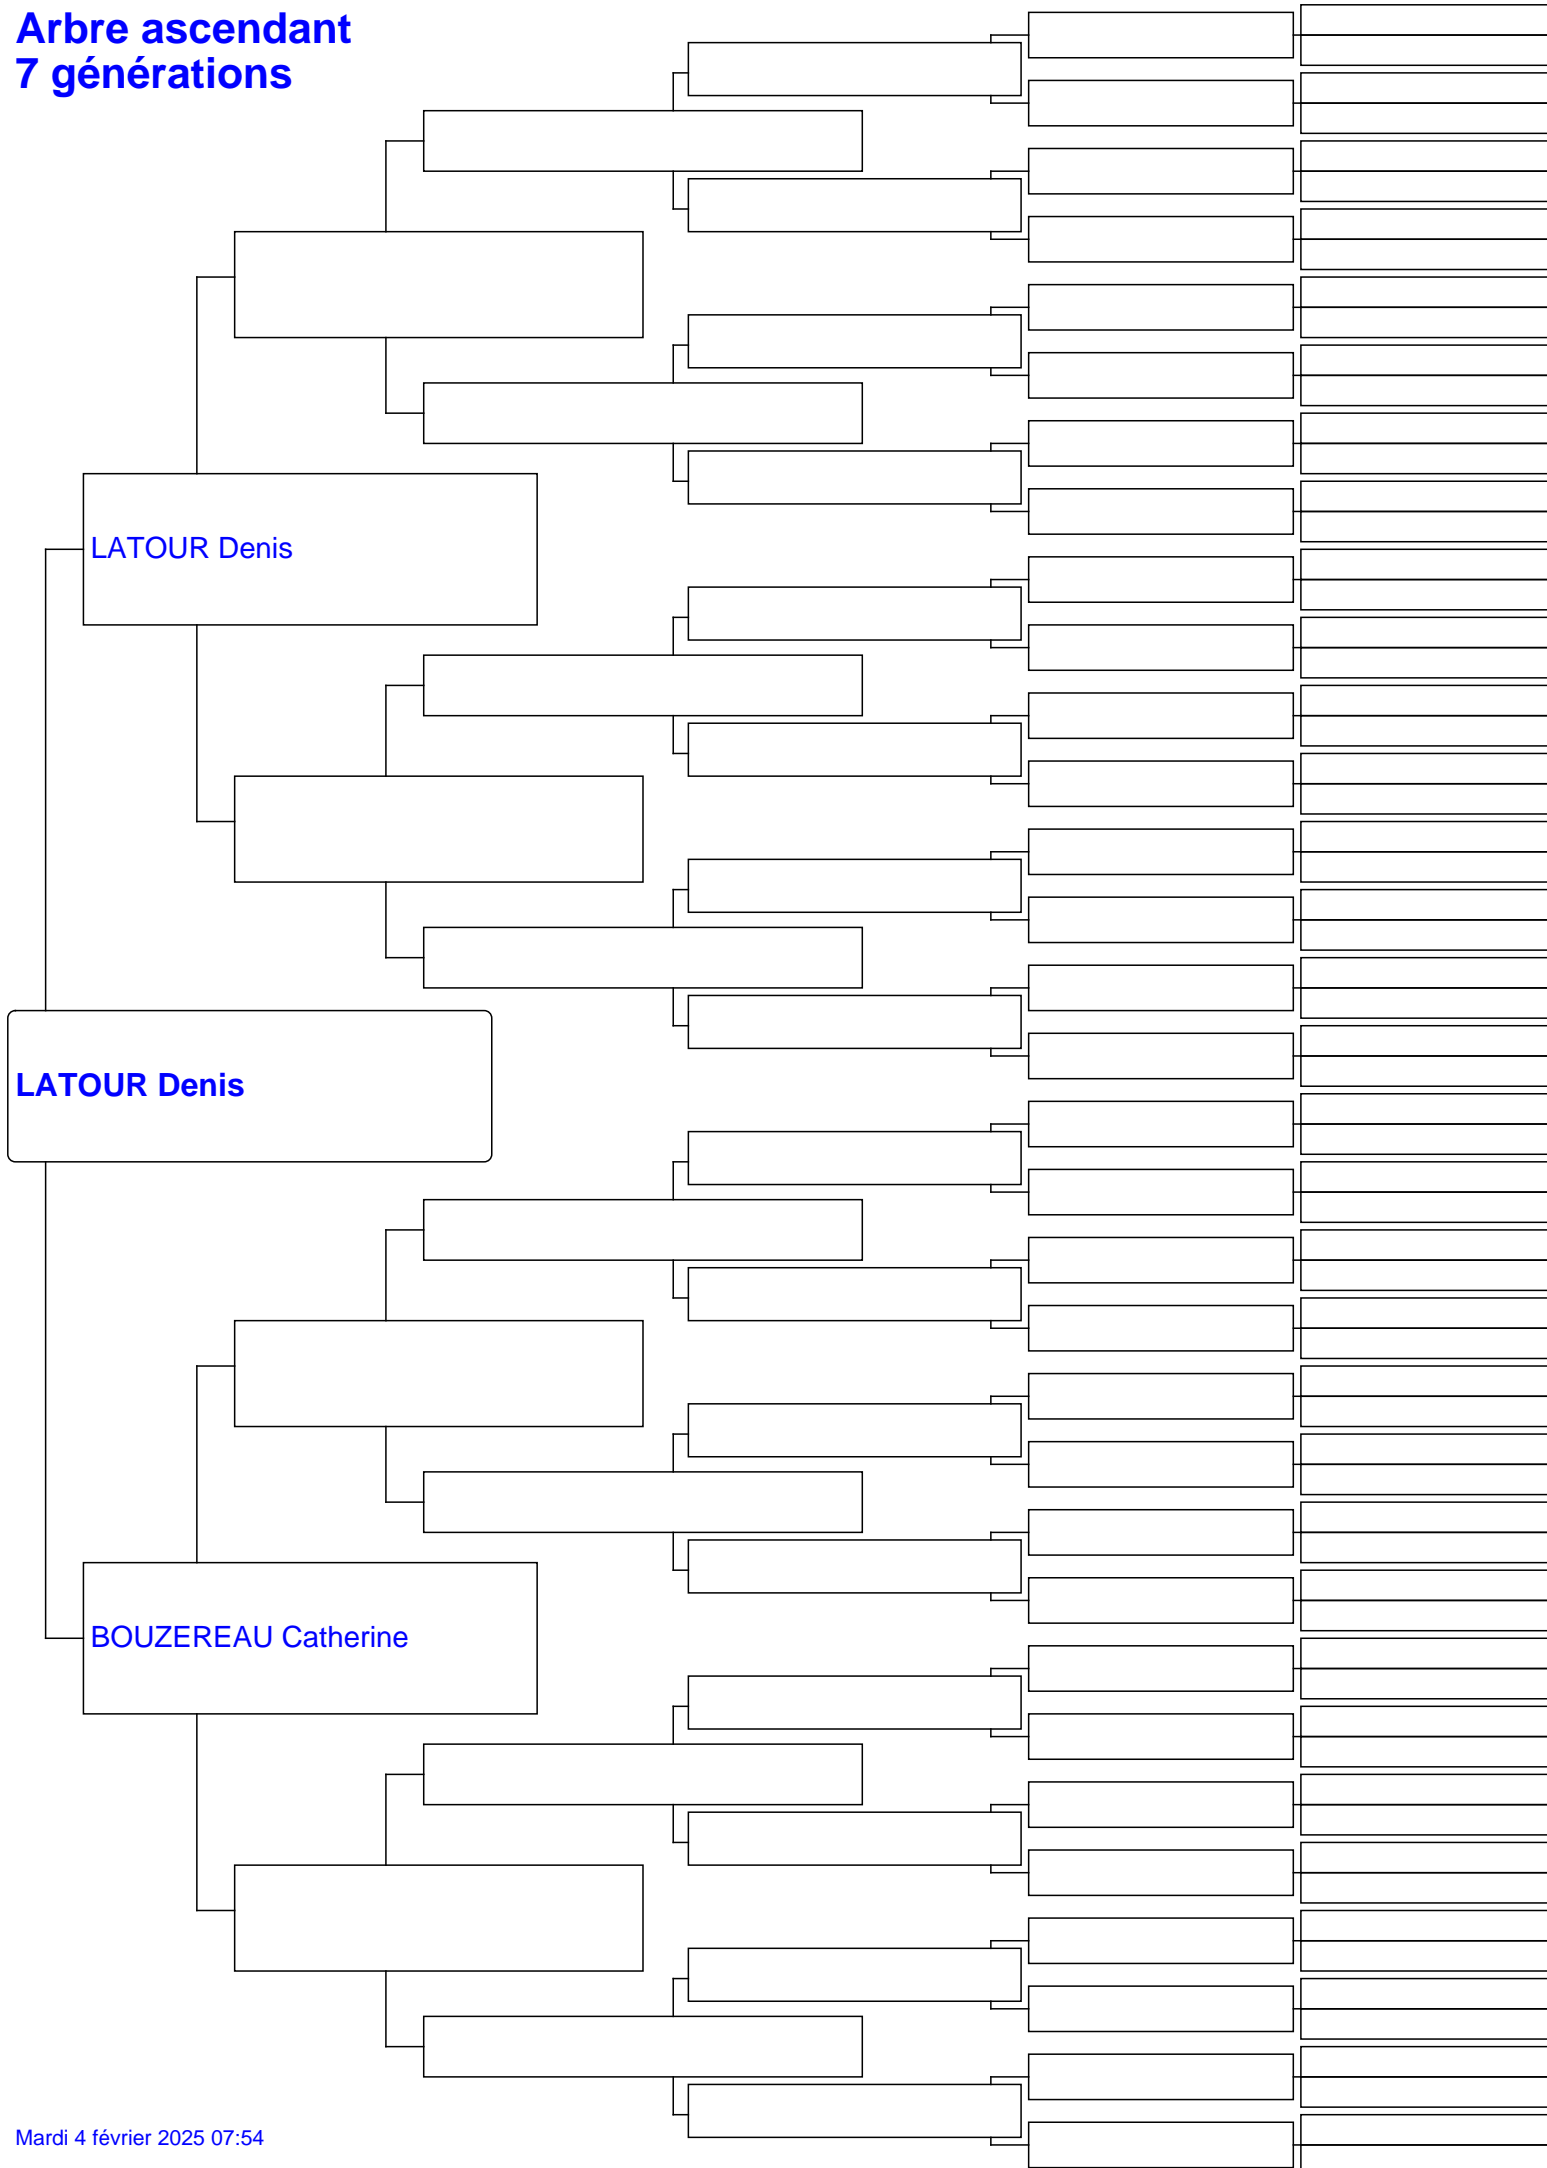 Arbre ascendant
7 générations
LATOUR Denis
LATOUR Denis
BOUZEREAU Catherine
Mardi 4 février 2025 07:54